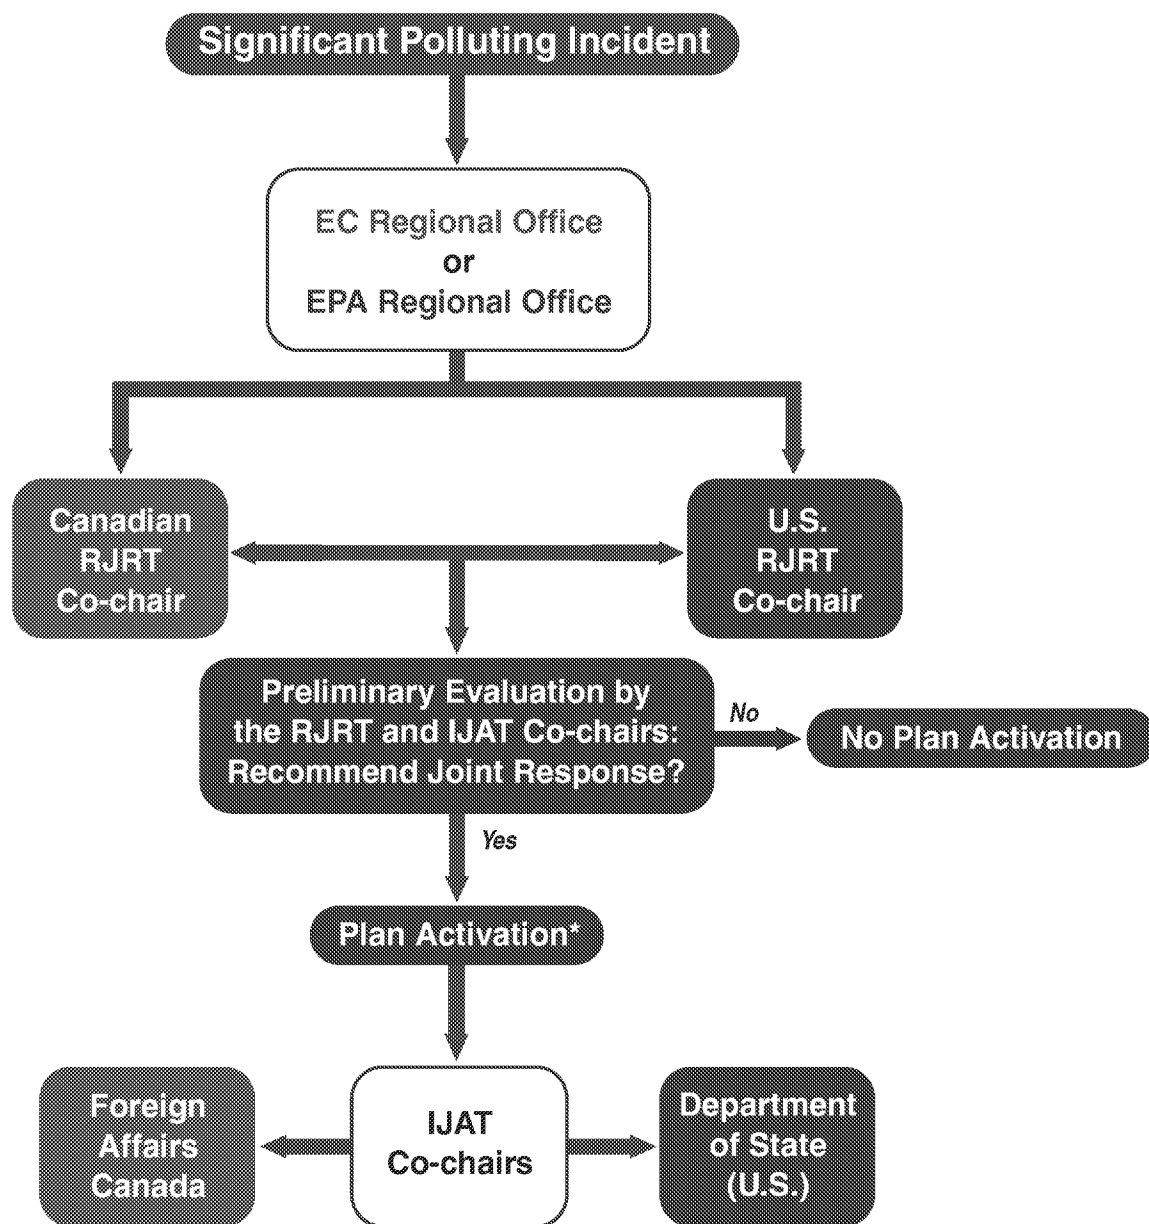 Significant Polluting Incident
EC Regional Office
or
EPA Regional Office
Canadian
RJRT
Co-chair
U.S.
RJRT
Co-chair
Preliminary Evaluation by
the RJRT and IJAT Co-chairs:
Recommend Joint Response?
No
No Plan Activation
Yes
Plan Activation*
Foreign
Affairs
Canada
IJAT
Co-chairs
Department
of State
(U.S.)